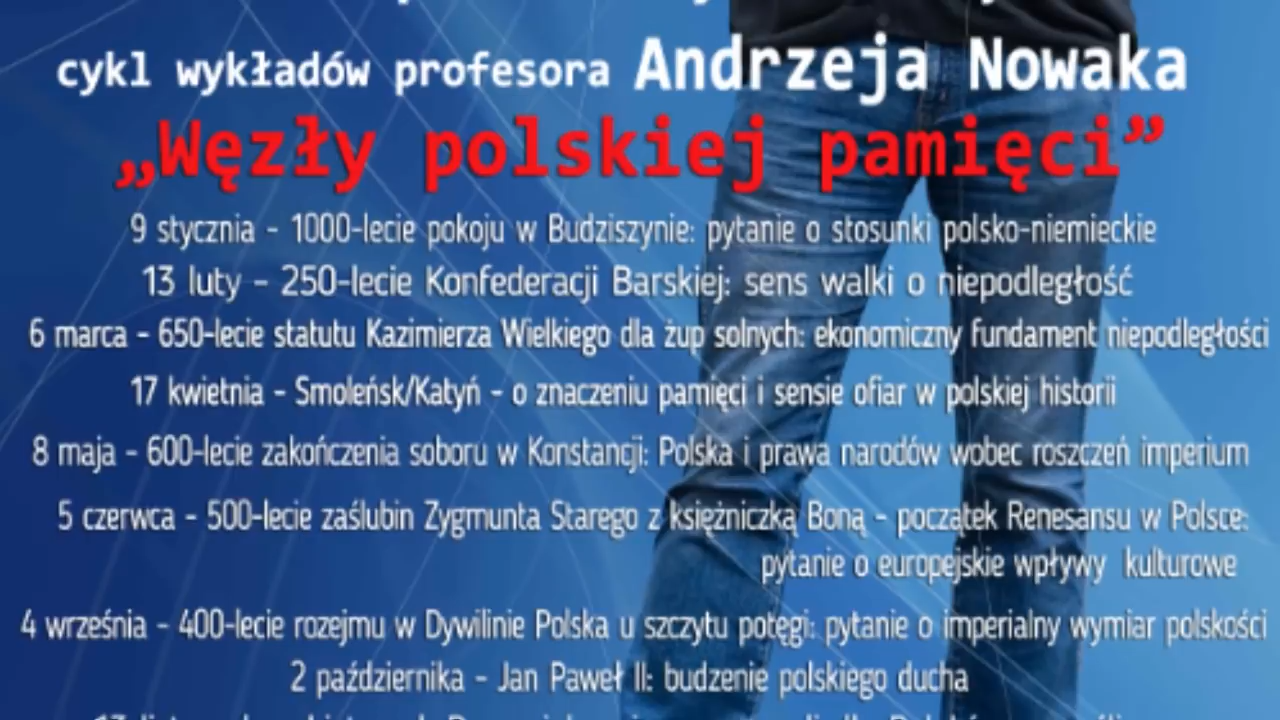 cykl wykładów profesora Andrzeja Nowaka
„Węzły polskiej pamięci”
9 stycznia - 1000-lecie pokoju w Budziszynie: pytanie o stosunki polsko-niemieckie
13 luty - 250-lecie Konfederacji Barskiej: sens walki o niepodległość
6 marca - 650-lecie statutu Kazimierza Wielkiego dla żup solnych: ekonomiczny fundament niepodległości
17 kwietnia - Smoleńsk/Katyń - o znaczeniu pamięci i sensie ofiar w polskiej historii
8 maja - 600-lecie zakończenia soboru w Konstancji: Polska i prawa narodów wobec roszczeń imperium
5 czerwca - 500-lecie zaślubin Zygmunta Starego z księżniczką Boną - początek Renesansu w Polsce:
pytanie o europejskie wpływy kulturowe
4 września - 400-lecie rozejmu w Dywilinie Polska u szczytu potęgi: pytanie o imperialny wymiar polskości
2 października - Jan Paweł II: budzenie polskiego ducha